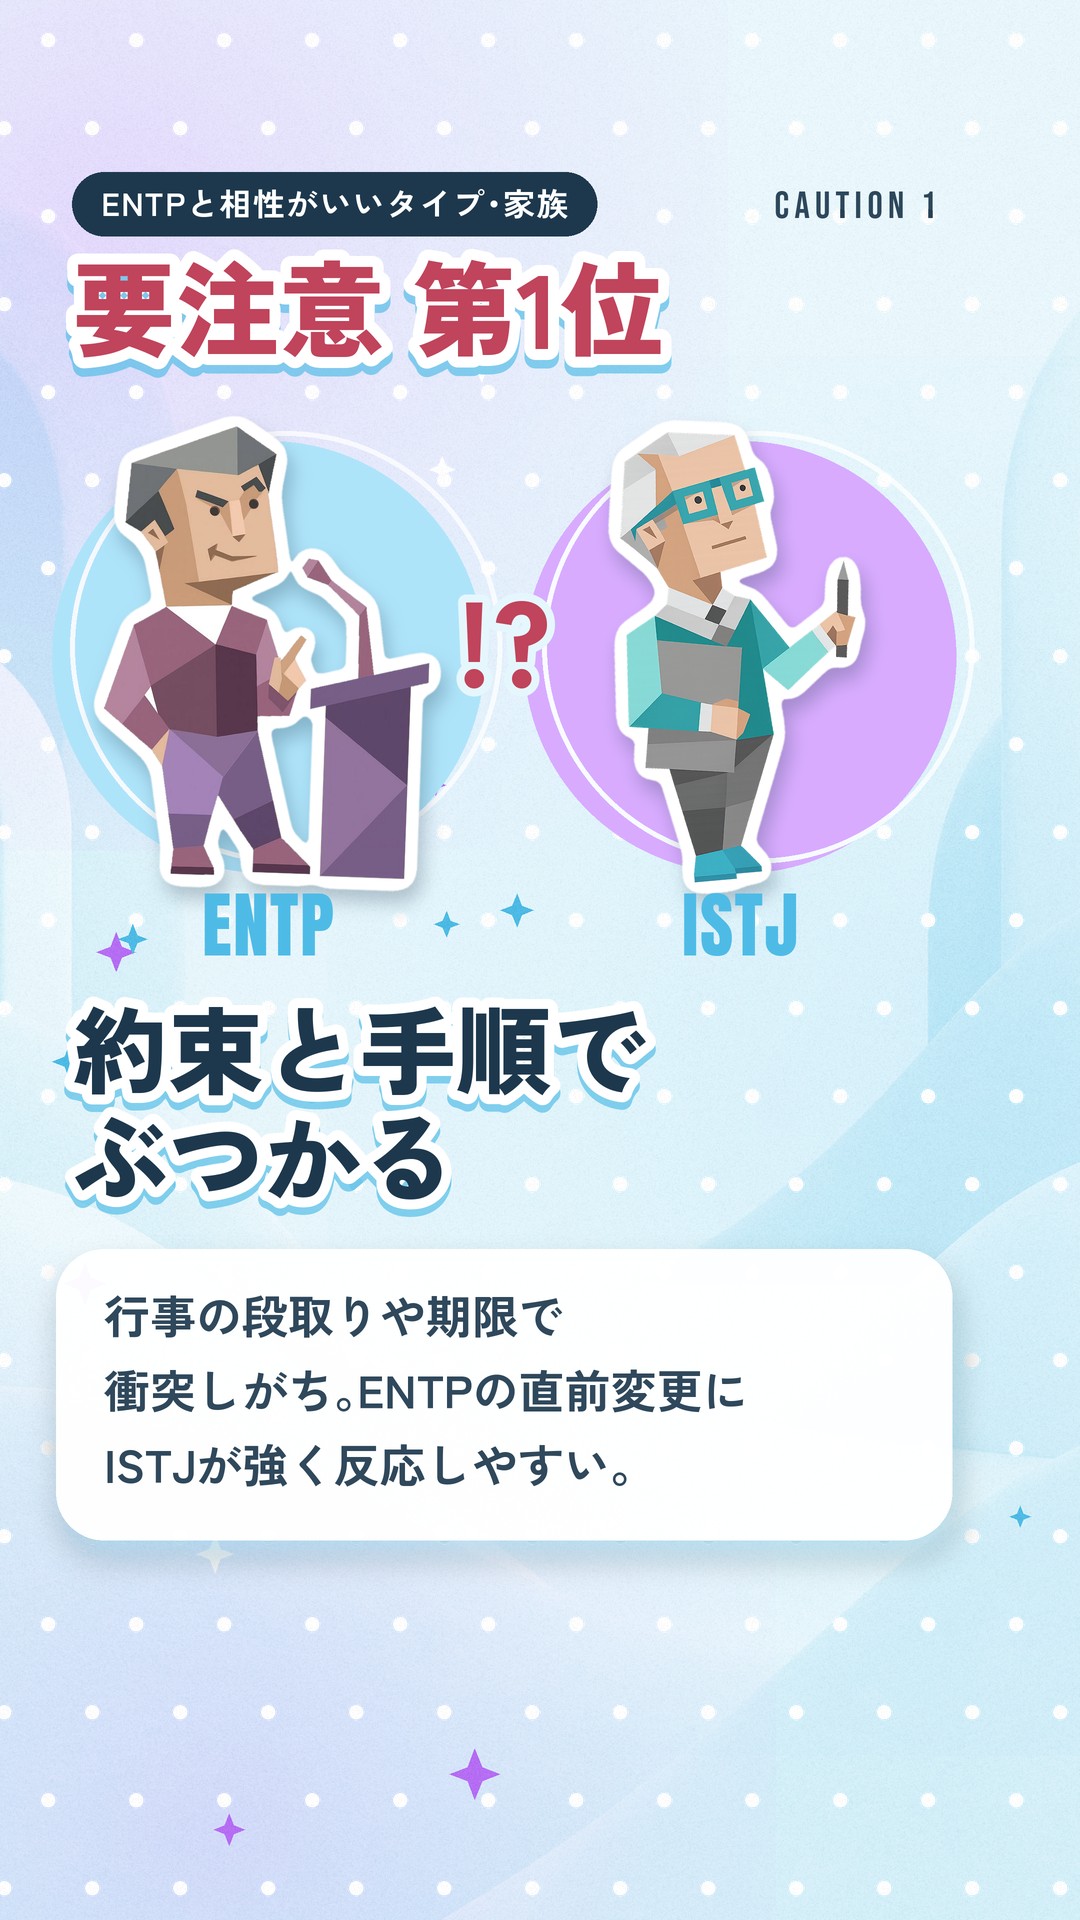 ENTPと相性がいいタイプ・家族
CAUTION 1
要注意 第1位
!?
ENTP
ISTJ
約束と手順で
ぶつかる
行事の段取りや期限で
衝突しがち。ENTPの直前変更に
ISTJが強く反応しやすい。